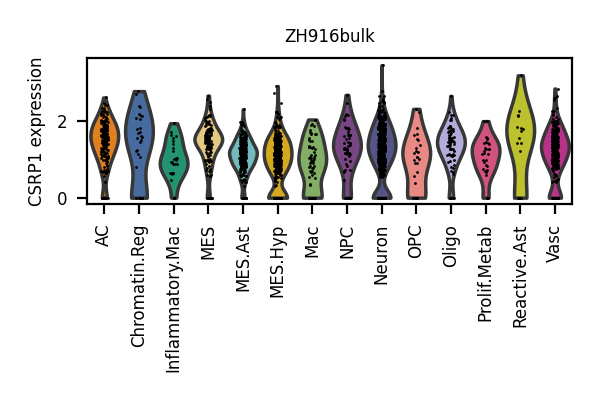 ZH916bulk
CSRP1 expression
2
0
AC
Chromatin.Reg
Inflammatory.Mac
MES
MES.Ast
MES.Hyp
Mac
NPC
Neuron
OPC
Oligo
Prolif.Metab
Reactive.Ast
Vasc